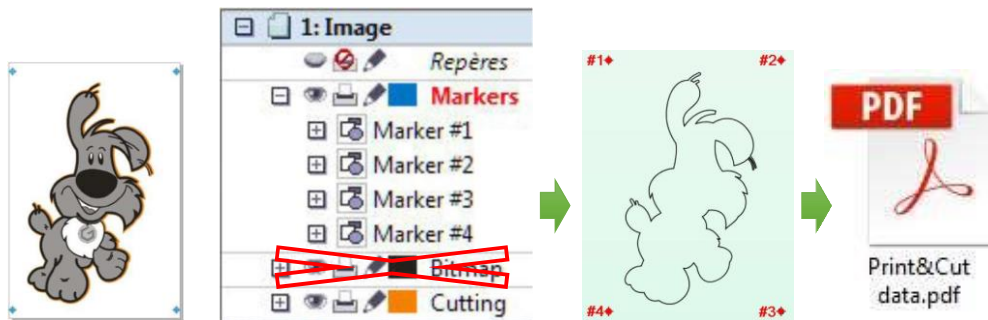 1: Image
Repères
Markers
Marker #1
Marker #2
Marker #3
Marker #4
Bitmap
Cutting
#1 #2
#4 #3
PDF
Print&Cut
data.pdf